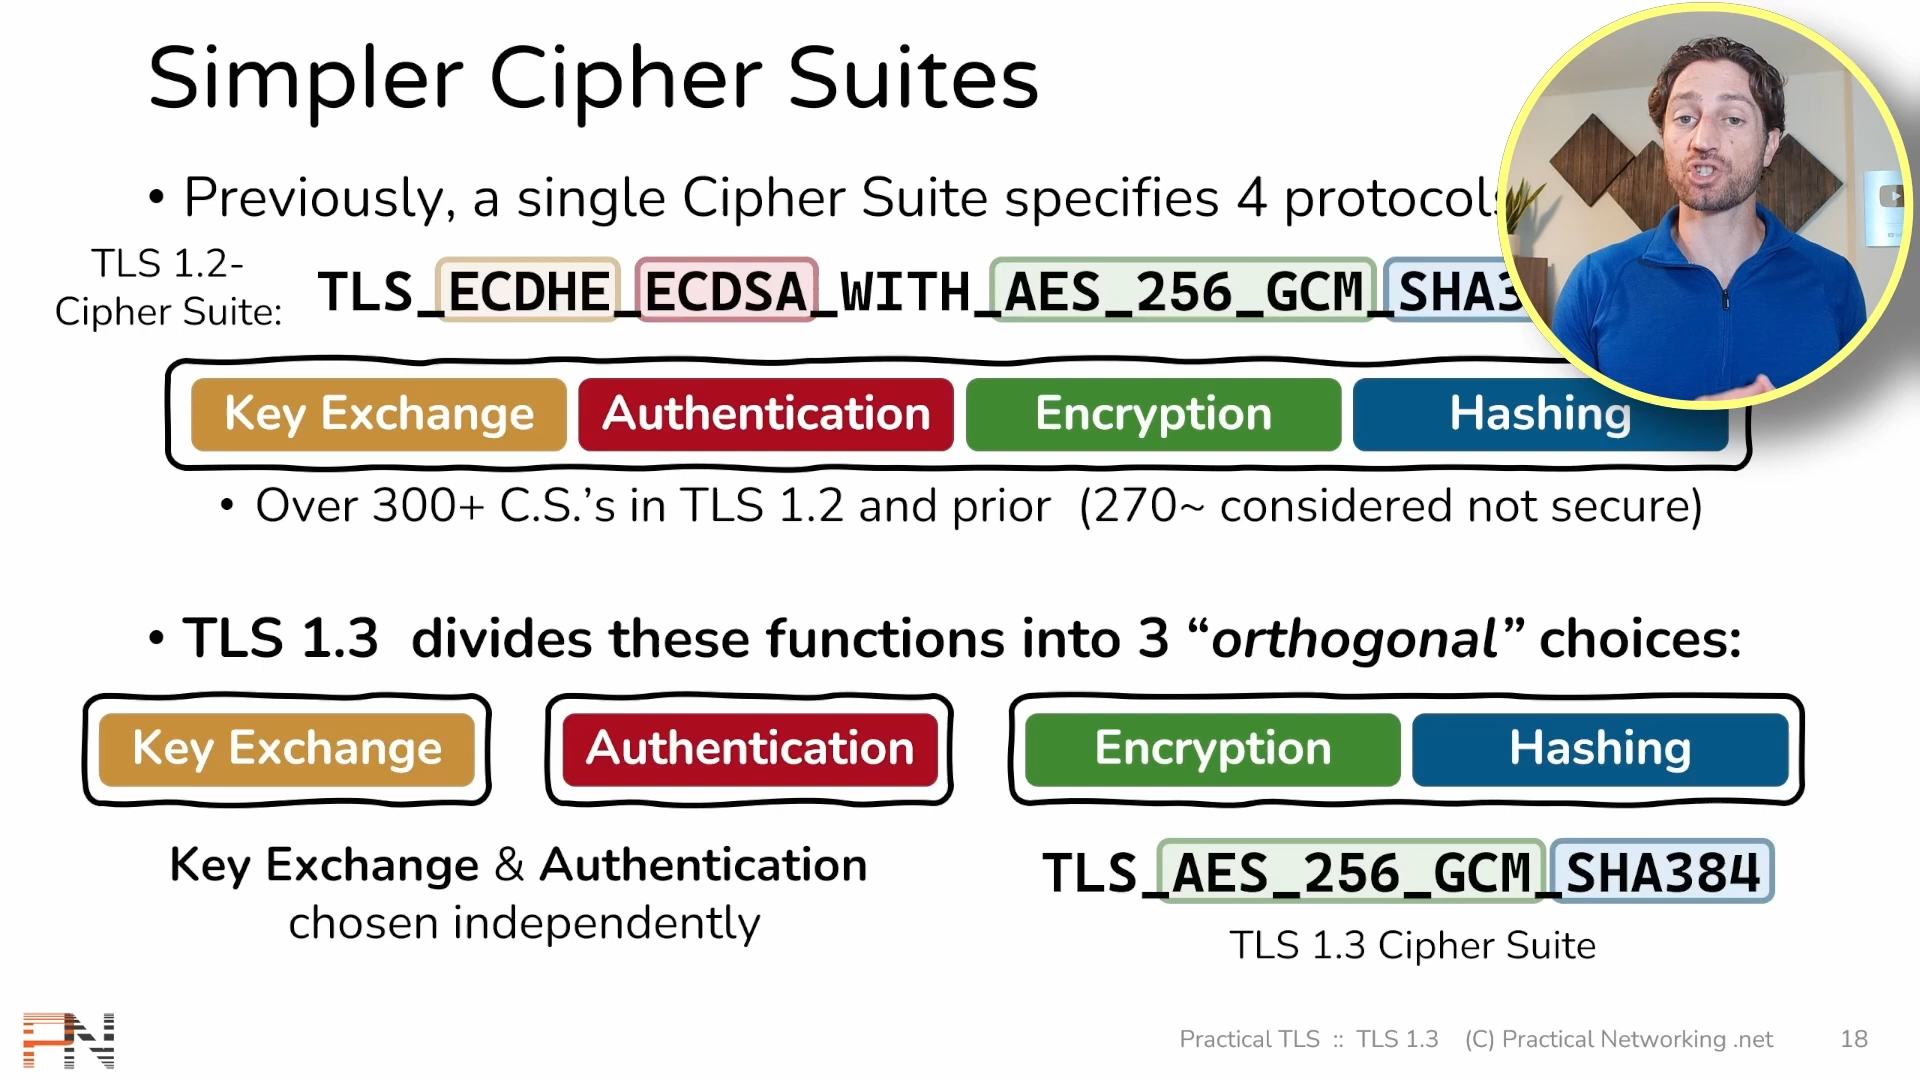 Simpler Cipher Suites
• Previously, a single Cipher Suite specifies 4 protocols
TLS 1.2-
Cipher Suite:
TLS_ECDHE_ECDSA_WITH_AES_256_GCM_SHA3
Key Exchange Authentication Encryption Hashing
• Over 300+ C.S.’s in TLS 1.2 and prior (270~ considered not secure)
• TLS 1.3 divides these functions into 3 “orthogonal” choices:
Key Exchange Authentication Encryption Hashing
Key Exchange & Authentication
chosen independently
TLS_AES_256_GCM_SHA384
TLS 1.3 Cipher Suite
PN
Practical TLS :: TLS 1.3 (C) Practical Networking .net 18